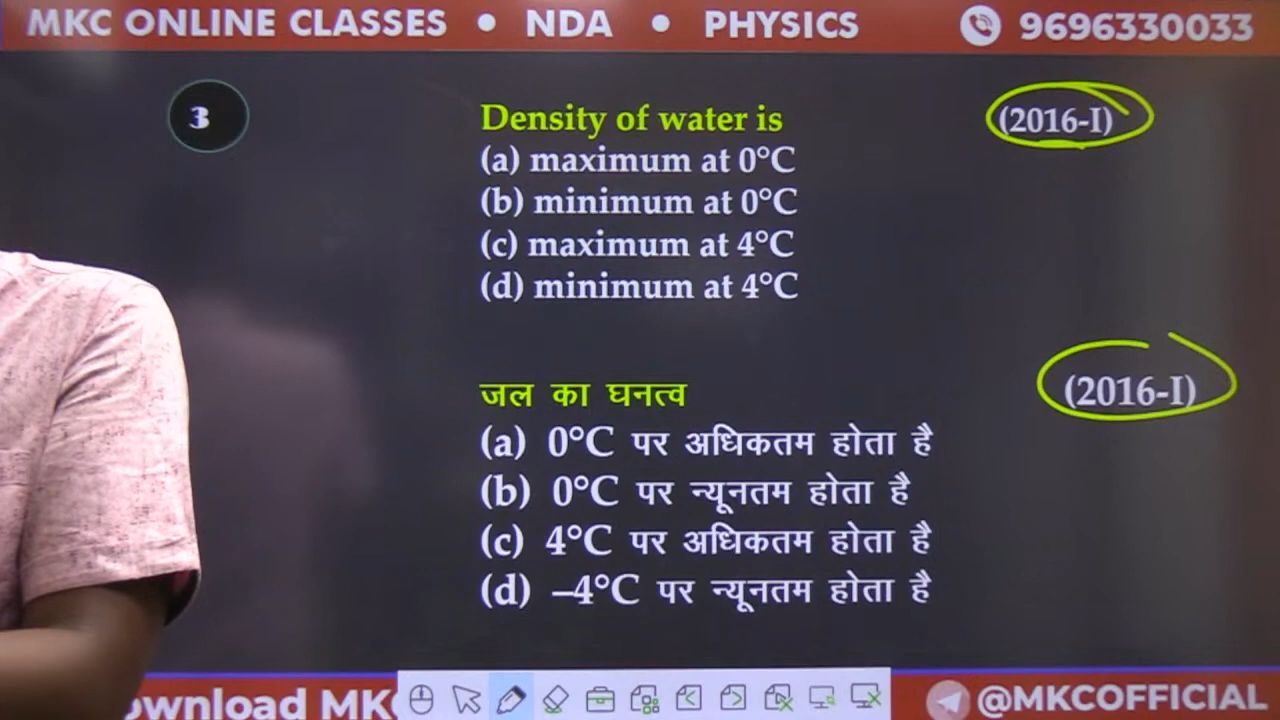 MKC ONLINE CLASSES • NDA • PHYSICS 9696330033
3
Density of water is (2016-I)
(a) maximum at 0°C
(b) minimum at 0°C
(c) maximum at 4°C
(d) minimum at 4°C
जल का घनत्व (2016-I)
(a) 0°C पर अधिकतम होता है
(b) 0°C पर न्यूनतम होता है
(c) 4°C पर अधिकतम होता है
(d) –4°C पर न्यूनतम होता है
ownload MK @MKCOFFICIAL